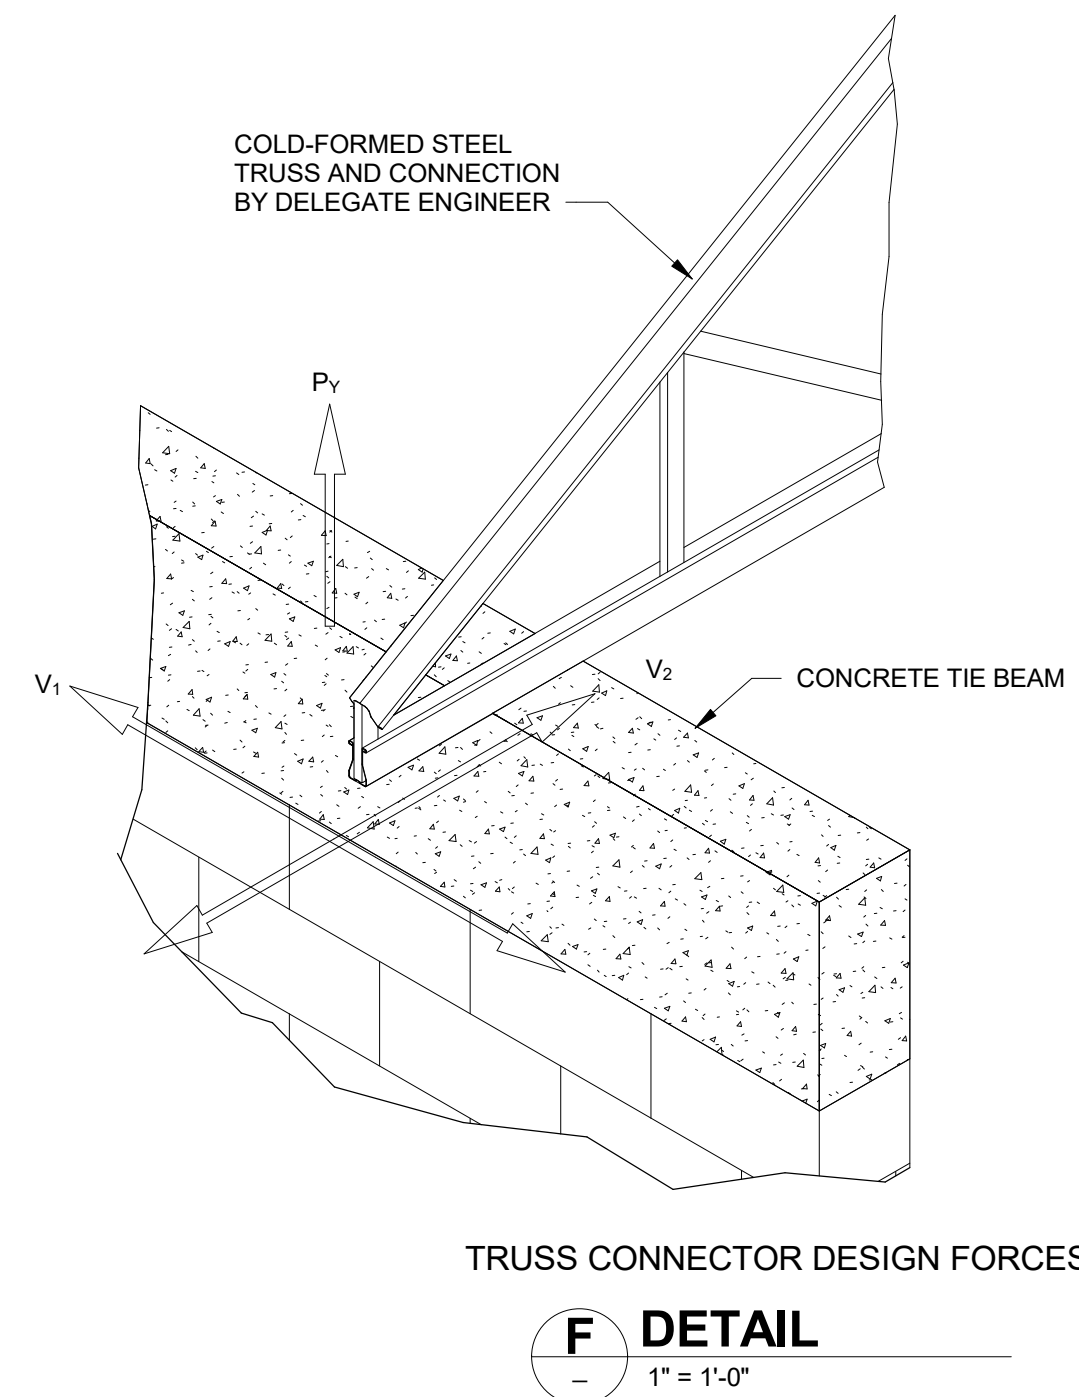 COLD-FORMED STEEL
TRUSS AND CONNECTION
BY DELEGATE ENGINEER
PY
V1
V2
CONCRETE TIE BEAM
TRUSS CONNECTOR DESIGN FORCES
F DETAIL
– 1" = 1'-0"